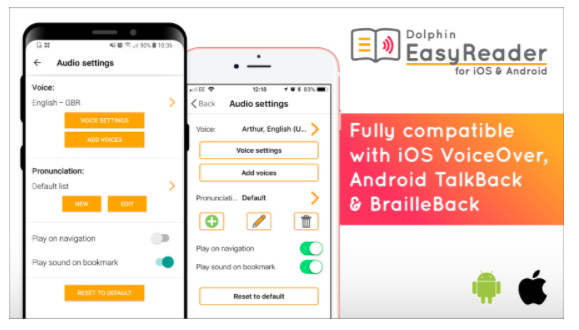 90% 10:36
Audio settings
Voice:
English – GBR
VOICE SETTINGS
ADD VOICES
Pronunciation:
Default list
NEW EDIT
Play on navigation
Play sound on bookmark
RESET TO DEFAULT
EE 12:18 83%
Back Audio settings
Voice: Arthur, English (U...
Voice settings
Add voices
Pronunciati... Default
Play on navigation
Play sound on bookmark
Reset to default
Dolphin
EasyReader
for iOS & Android
Fully compatible
with iOS VoiceOver,
Android TalkBack
& BrailleBack